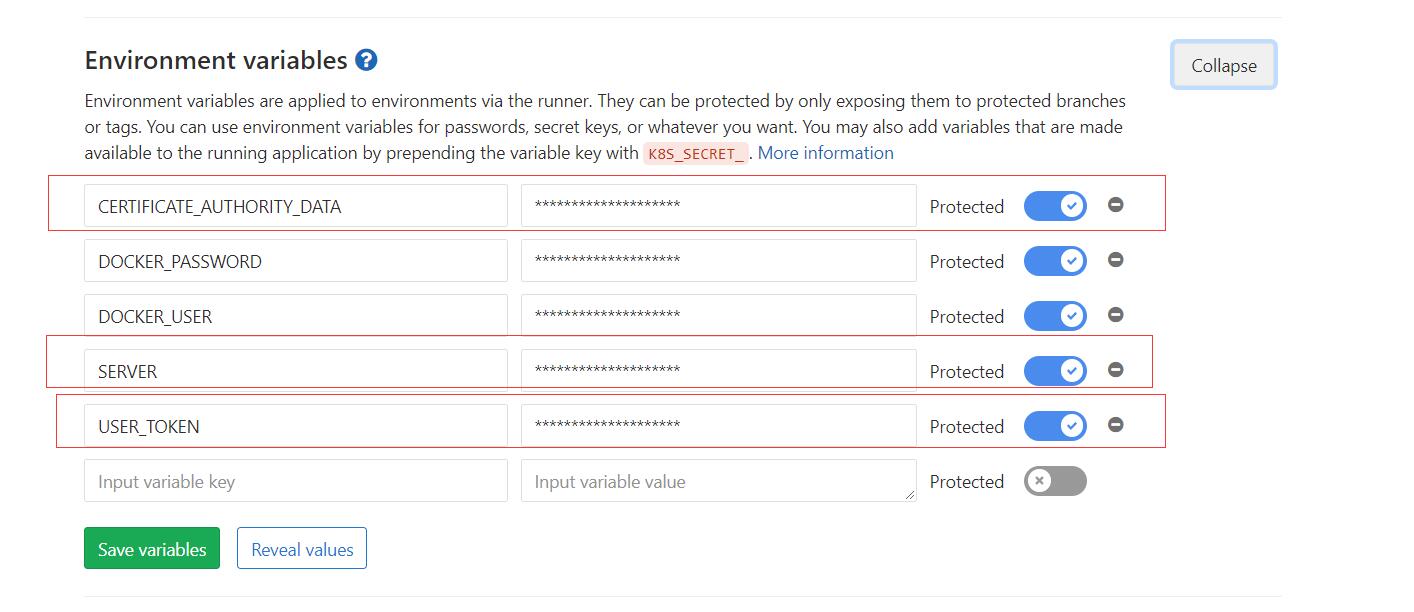 Environment variables ?
Collapse
Environment variables are applied to environments via the runner. They can be protected by only exposing them to protected branches
or tags. You can use environment variables for passwords, secret keys, or whatever you want. You may also add variables that are made
available to the running application by prepending the variable key with K8S_SECRET_. More information
CERTIFICATE_AUTHORITY_DATA ******************** Protected
DOCKER_PASSWORD ******************** Protected
DOCKER_USER ******************** Protected
SERVER ******************** Protected
USER_TOKEN ******************** Protected
Input variable key Input variable value Protected
Save variables Reveal values